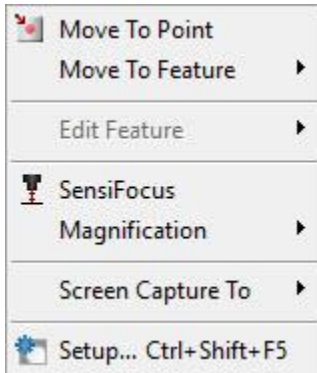 Move To Point
Move To Feature
Edit Feature
SensiFocus
Magnification
Screen Capture To
Setup... Ctrl+Shift+F5